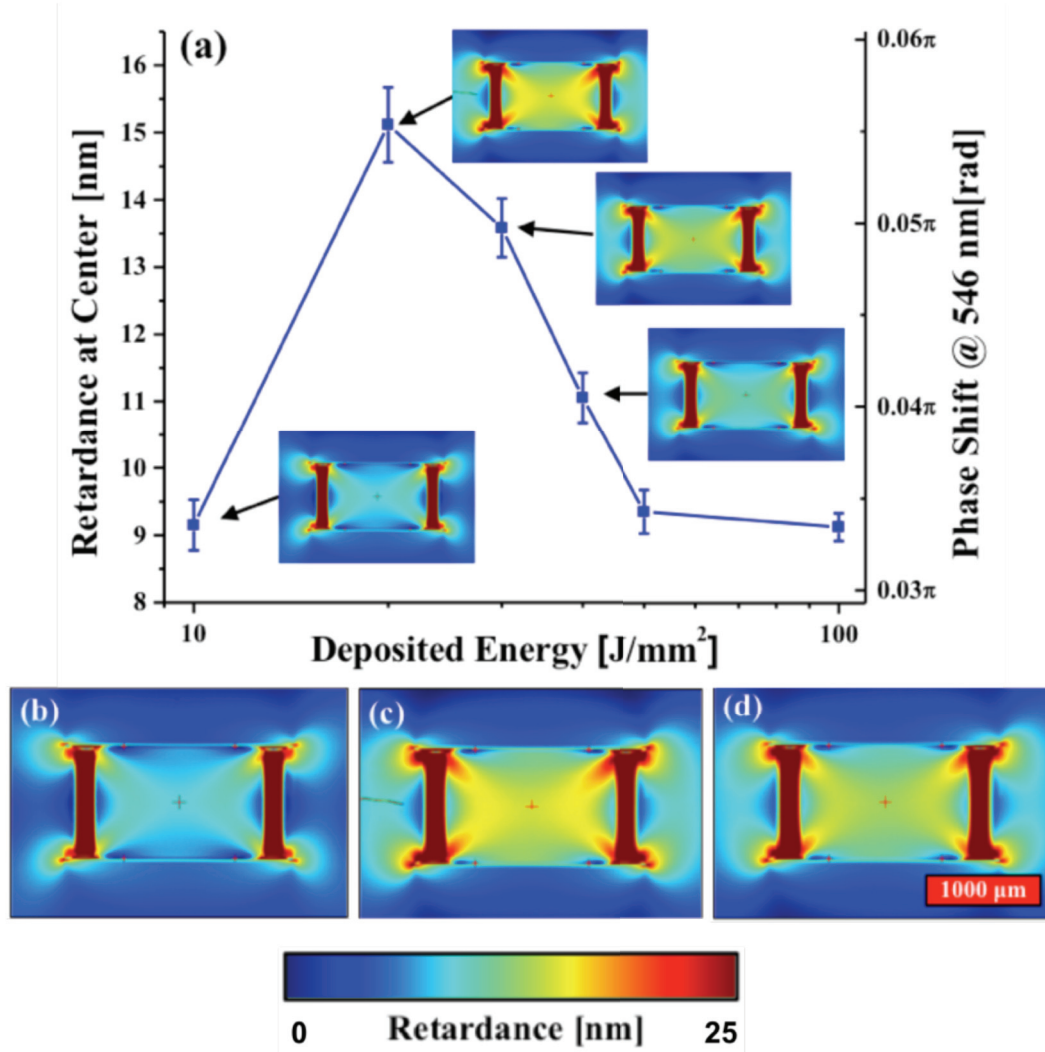 (a)
Retardance at Center [nm]
16
15
14
13
12
11
10
9
8
0.06π
0.05π
0.04π
0.03π
Phase Shift @ 546 nm[rad]
10
100
Deposited Energy [J/mm²]
(b)
(c)
(d)
1000 μm
0
Retardance [nm]
25